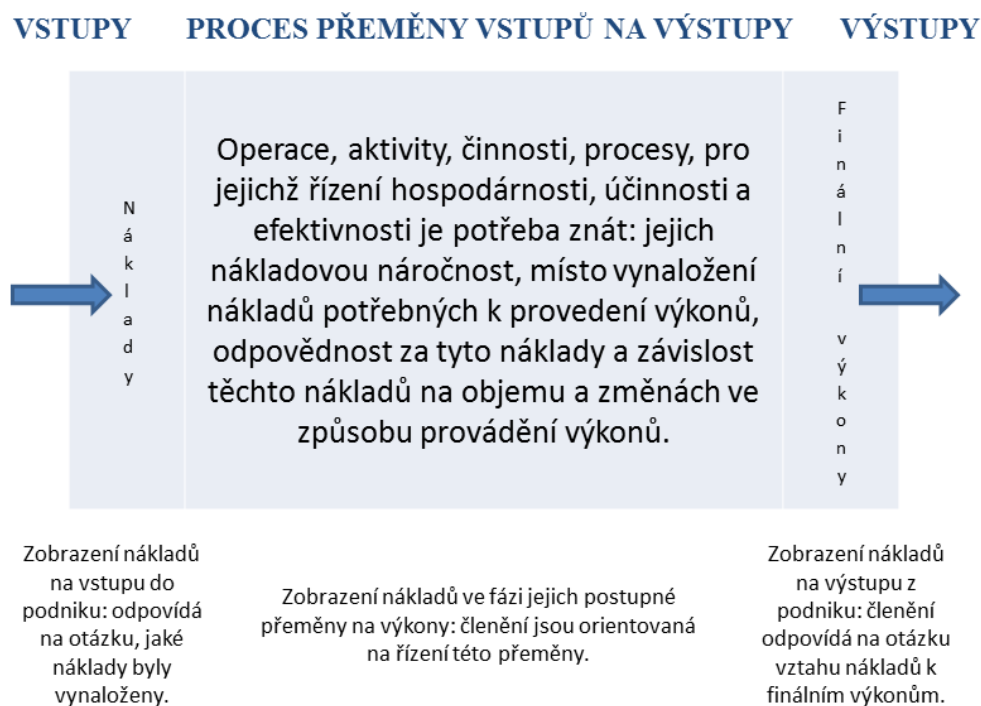 VSTUPY
PROCES PŘEMĚNY VSTUPŮ NA VÝSTUPY
VÝSTUPY
Náklady
Operace, aktivity, činnosti, procesy, pro
jejichž řízení hospodárnosti, účinnosti a
efektivnosti je potřeba znát: jejich
nákladovou náročnost, místo vynaložení
nákladů potřebných k provedení výkonů,
odpovědnost za tyto náklady a závislost
těchto nákladů na objemu a změnách ve
způsobu provádění výkonů.
Finální výkony
Zobrazení nákladů
na vstupu do
podniku: odpovídá
na otázku, jaké
náklady byly
vynaloženy.
Zobrazení nákladů ve fázi jejich postupné
přeměny na výkony: členění jsou orientovaná
na řízení této přeměny.
Zobrazení nákladů
na výstupu z
podniku: členění
odpovídá na otázku
vztahu nákladů k
finálním výkonům.